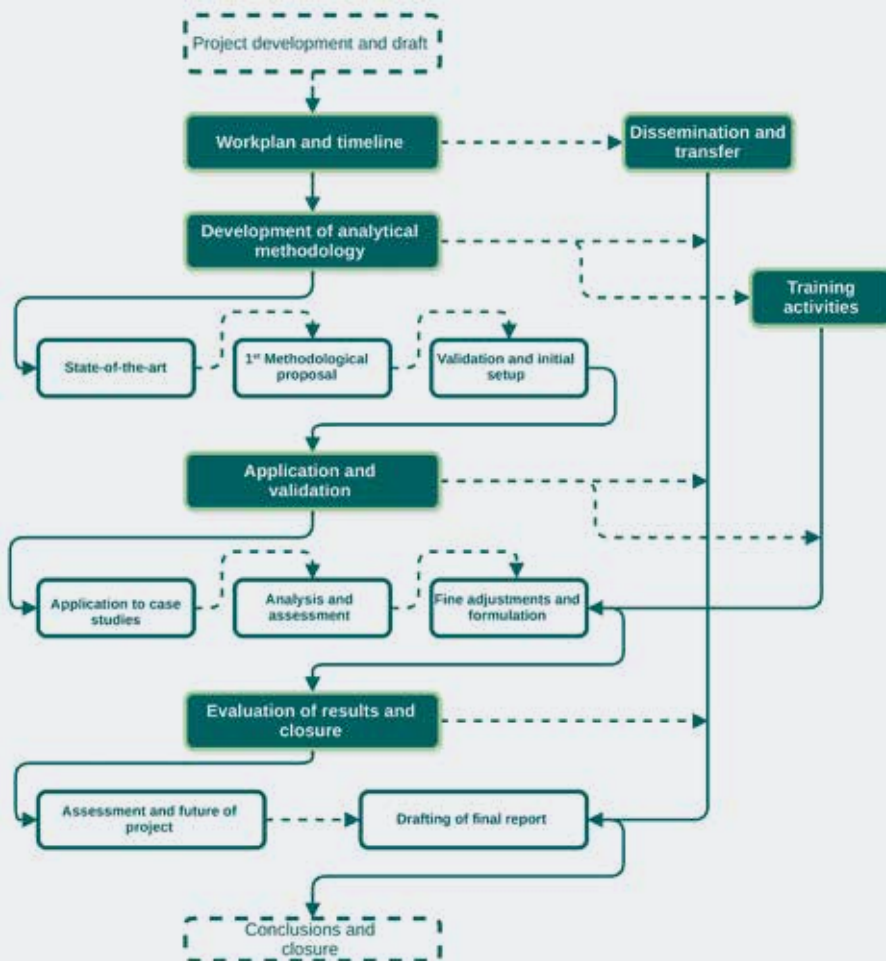 Project development and draft
Workplan and timeline
Dissemination and
transfer
Development of analytical
methodology
Training
activities
State-of-the-art
1st Methodological
proposal
Validation and initial
setup
Application and
validation
Application to case
studies
Analysis and
assessment
Fine adjustments and
formulation
Evaluation of results and
closure
Assessment and future of
project
Drafting of final report
Conclusions and
closure